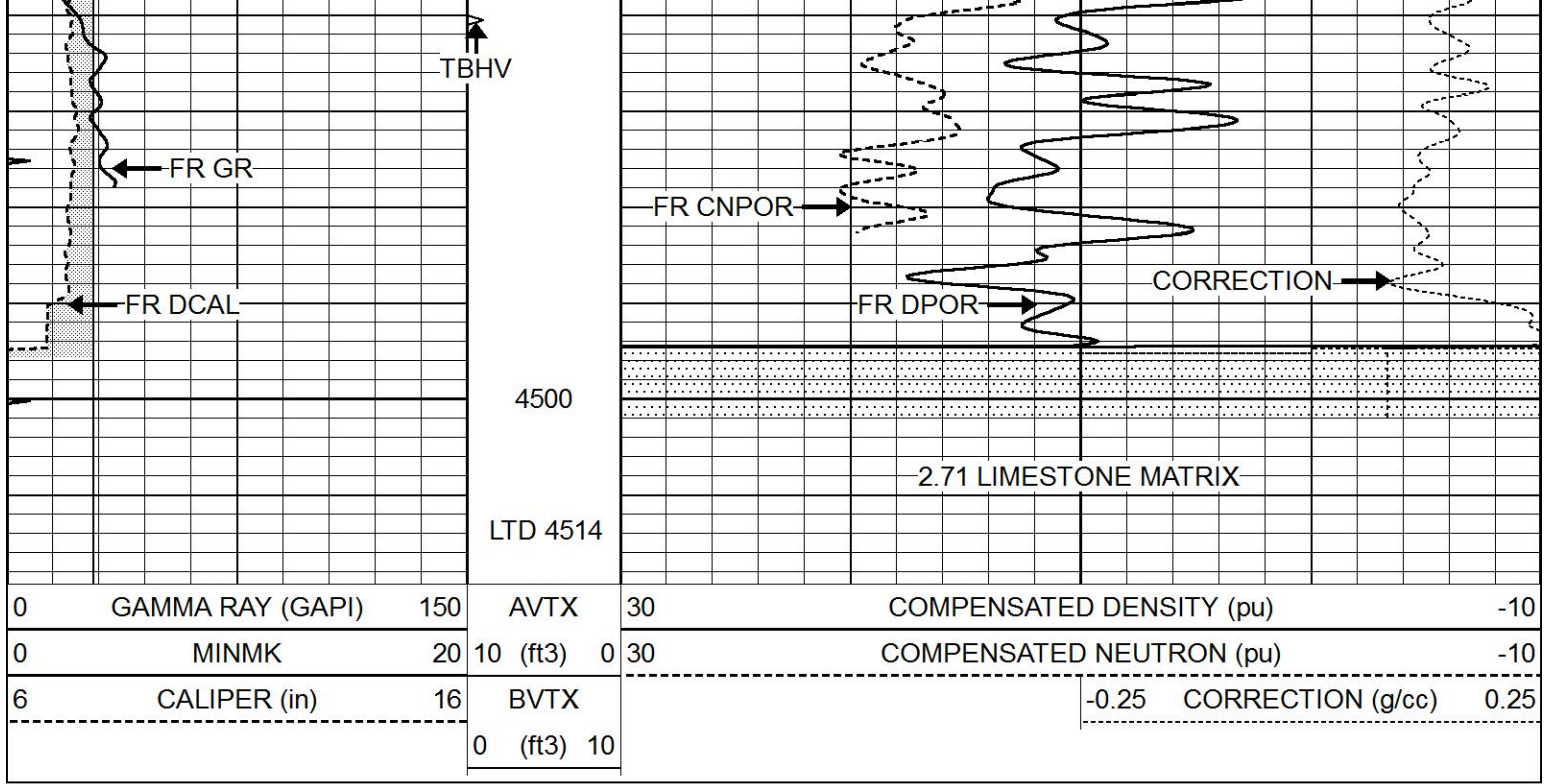 TBHV
FR GR
FR CNPOR
CORRECTION
FR DCAL
FR DPOR
4500
2.71 LIMESTONE MATRIX
LTD 4514
0 GAMMA RAY (GAPI) 150
AVTX
30 COMPENSATED DENSITY (pu) -10
0 MINMK 20
10 (ft3) 0
30 COMPENSATED NEUTRON (pu) -10
6 CALIPER (in) 16
BVTX
-0.25 CORRECTION (g/cc) 0.25
0 (ft3) 10